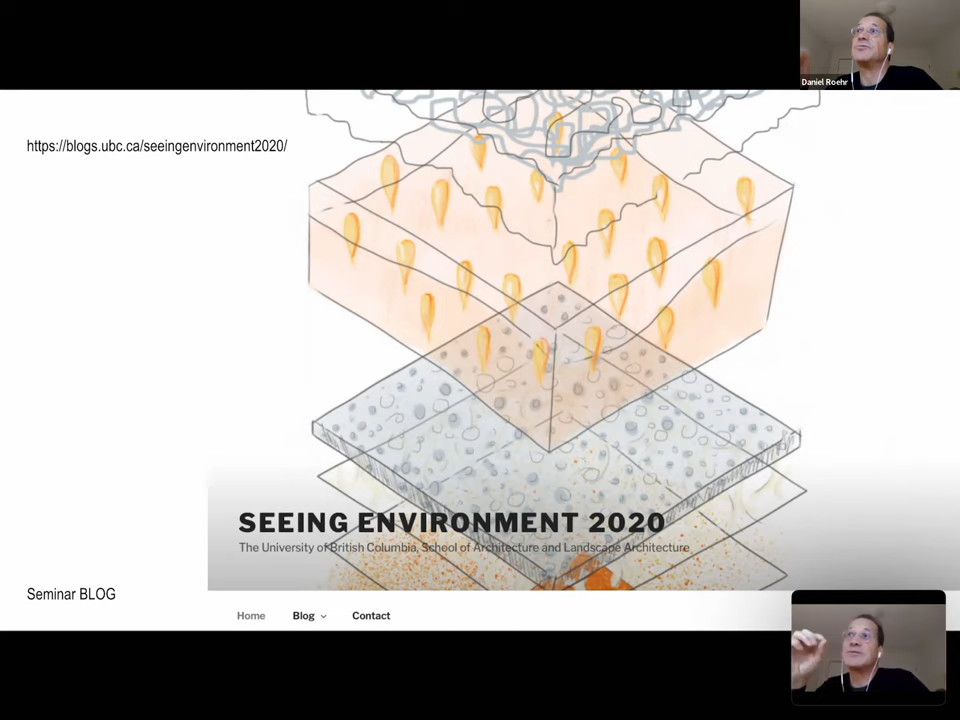 Daniel Roehr
https://blogs.ubc.ca/seeingenvironment2020/
SEEING ENVIRONMENT 2020
The University of British Columbia, School of Architecture and Landscape Architecture
Seminar BLOG
Home Blog Contact